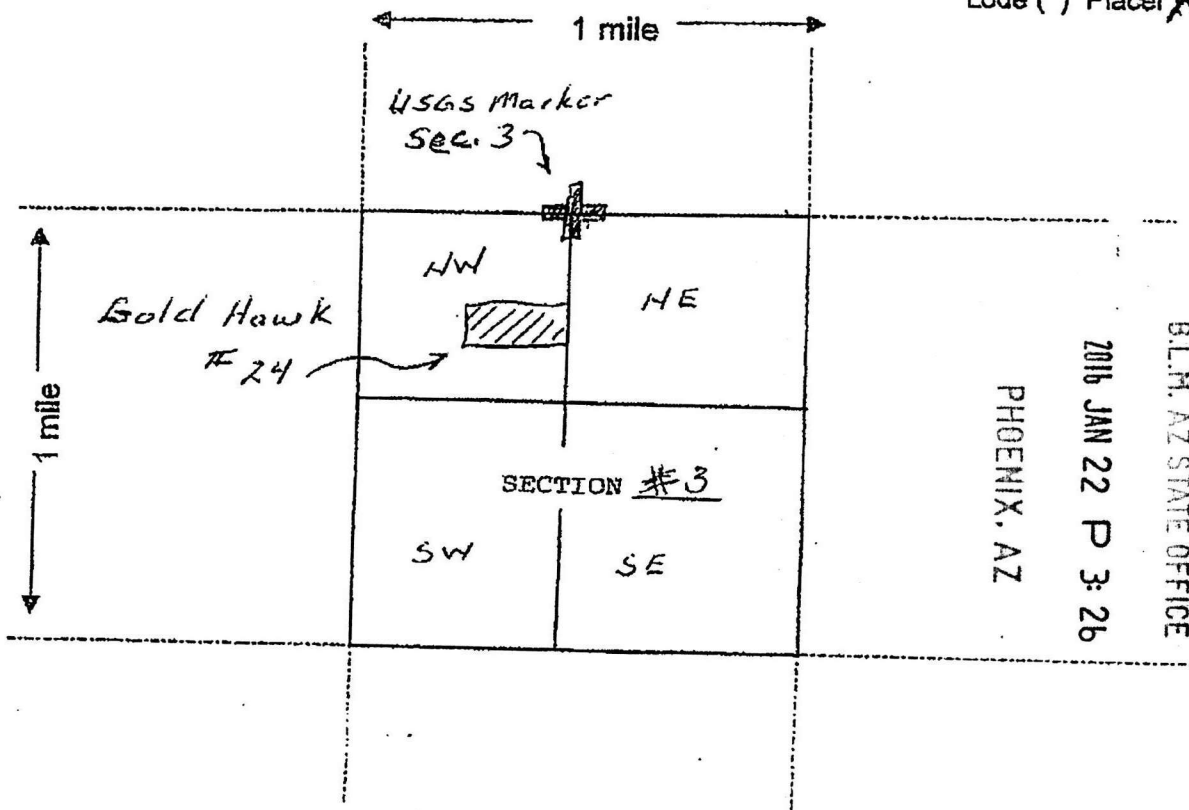 Lode ( ) Placer
1 mile
USGS Marker
Sec. 3
NW
NE
Gold Hawk
# 24
1 mile
SECTION #3
SW
SE
B.L.M. AZ STATE OFFICE
2016 JAN 22 P 3:26
PHOENIX, AZ